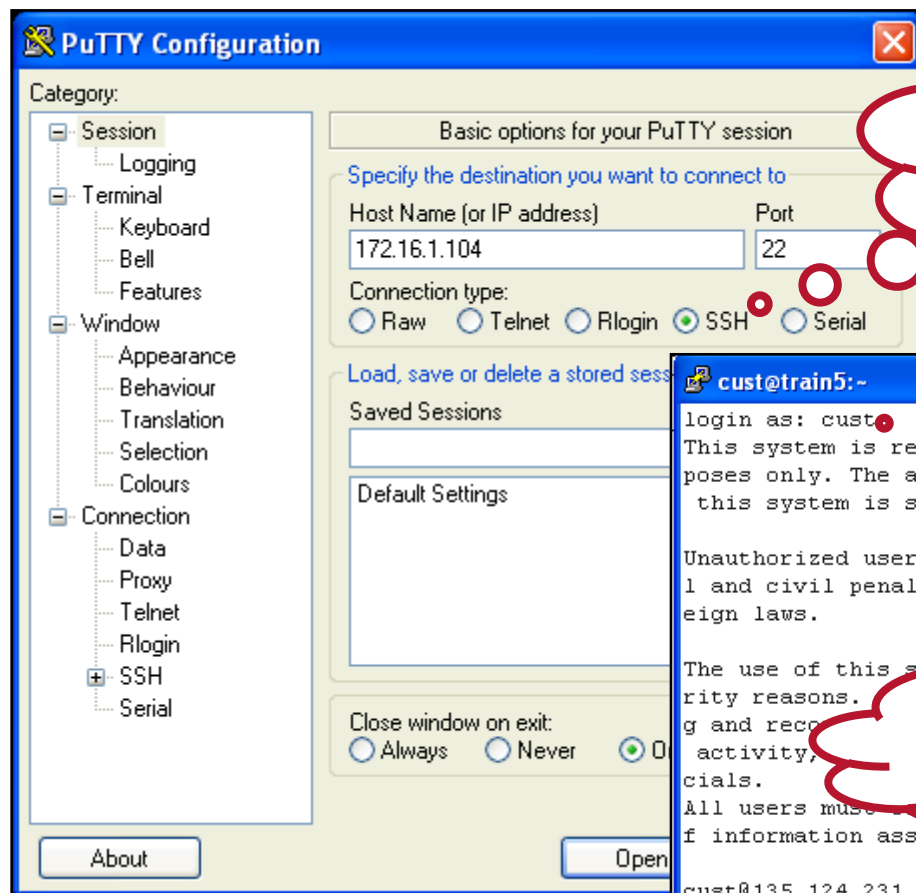 PuTTY Configuration
Category:
Session
Logging
Terminal
Keyboard
Bell
Features
Window
Appearance
Behaviour
Translation
Selection
Colours
Connection
Data
Proxy
Telnet
Rlogin
SSH
Serial
Basic options for your PuTTY session
Specify the destination you want to connect to
Host Name (or IP address) Port
172.16.1.104 22
Connection type:
Raw Telnet Rlogin SSH Serial
Load, save or delete a stored sess
Saved Sessions
Default Settings
Close window on exit:
Always Never
About Open
cust@train5:~
login as: cust
This system is re
poses only. The a
this system is s
Unauthorized user
l and civil penal
eign laws.
The use of this
rity reasons.
g and reco
activity,
cials.
All users must
f information ass
cust@135.124.231